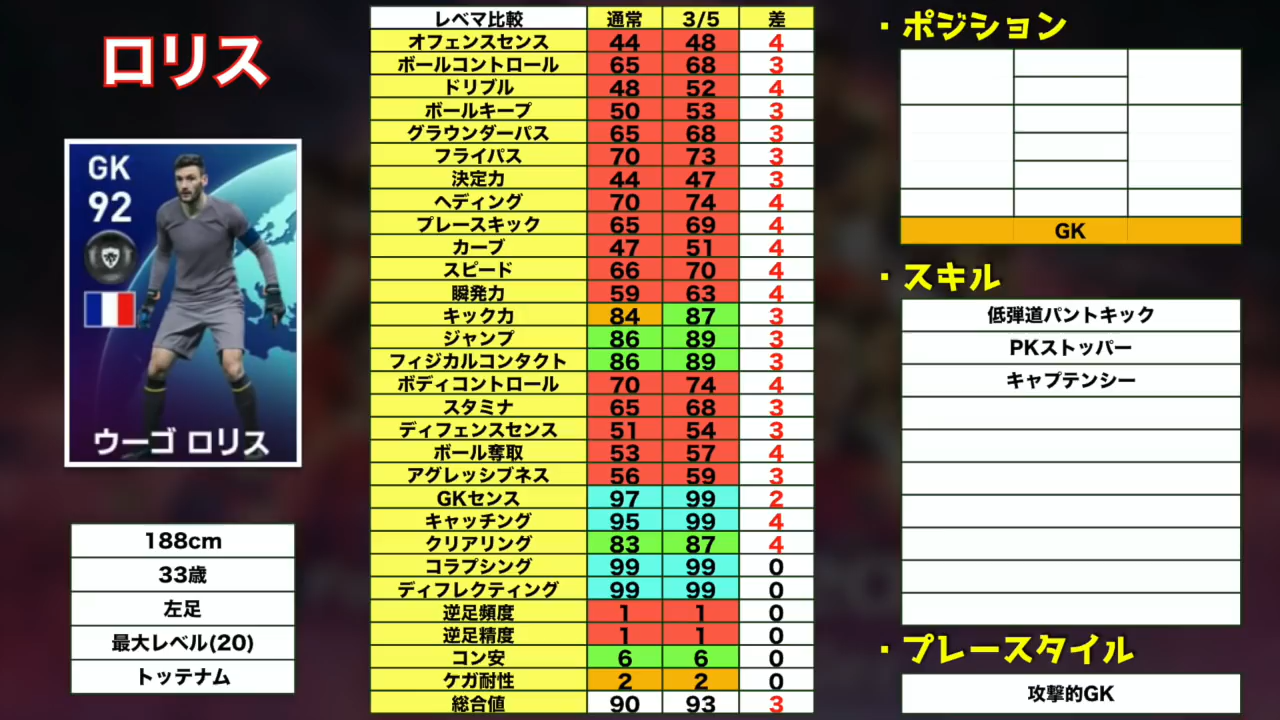 ロリス
GK
92
ウーゴ ロリス
188cm
33歳
左足
最大レベル(20)
トッテナム
レベマ比較 通常 3/5 差
オフェンスセンス 44 48 4
ボールコントロール 65 68 3
ドリブル 48 52 4
ボールキープ 50 53 3
グラウンダーパス 65 68 3
フライパス 70 73 3
決定力 44 47 3
ヘディング 70 74 4
プレースキック 65 69 4
カーブ 47 51 4
スピード 66 70 4
瞬発力 59 63 4
キック力 84 87 3
ジャンプ 86 89 3
フィジカルコンタクト 86 89 3
ボディコントロール 70 74 4
スタミナ 65 68 3
ディフェンスセンス 51 54 3
ボール奪取 53 57 4
アグレッシブネス 56 59 3
GKセンス 97 99 2
キャッチング 95 99 4
クリアリング 83 87 4
コラプシング 99 99 0
ディフレクティング 99 99 0
逆足頻度 1 1 0
逆足精度 1 1 0
コン安 6 6 0
ケガ耐性 2 2 0
総合値 90 93 3
・ポジション
GK
・スキル
低弾道パントキック
PKストッパー
キャプテンシー
・プレースタイル
攻撃的GK